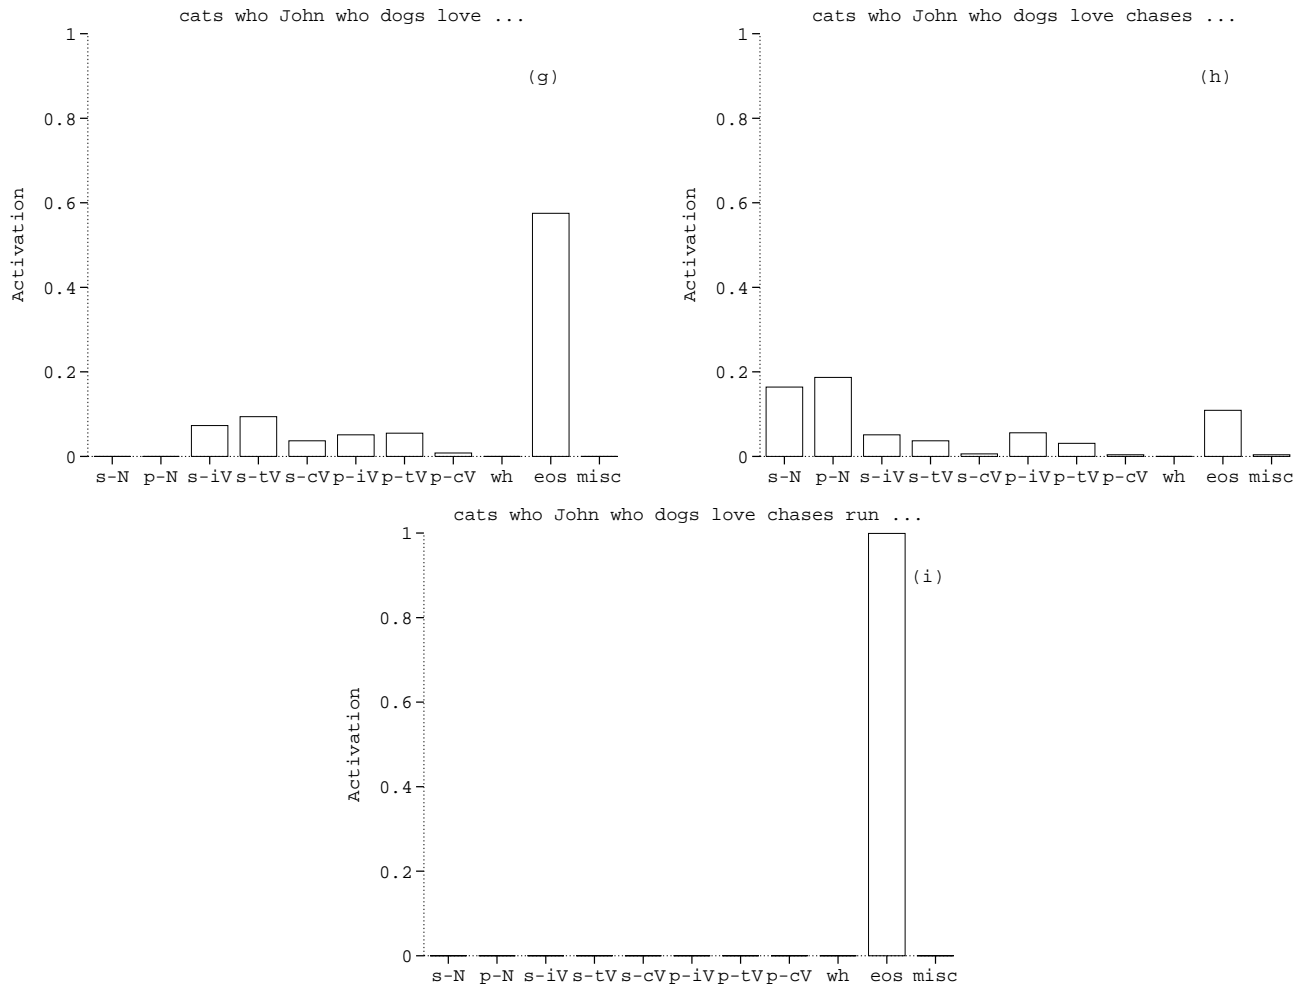 cats who John who dogs love ...
1
(g)
0.8
0.6
Activation
0.4
0.2
0
s-N p-N s-iV s-tV s-cV p-iV p-tV p-cV wh eos misc
cats who John who dogs love chases ...
1
(h)
0.8
0.6
Activation
0.4
0.2
0
s-N p-N s-iV s-tV s-cV p-iV p-tV p-cV wh eos misc
cats who John who dogs love chases run ...
1
(i)
0.8
0.6
Activation
0.4
0.2
0
s-N p-N s-iV s-tV s-cV p-iV p-tV p-cV wh eos misc